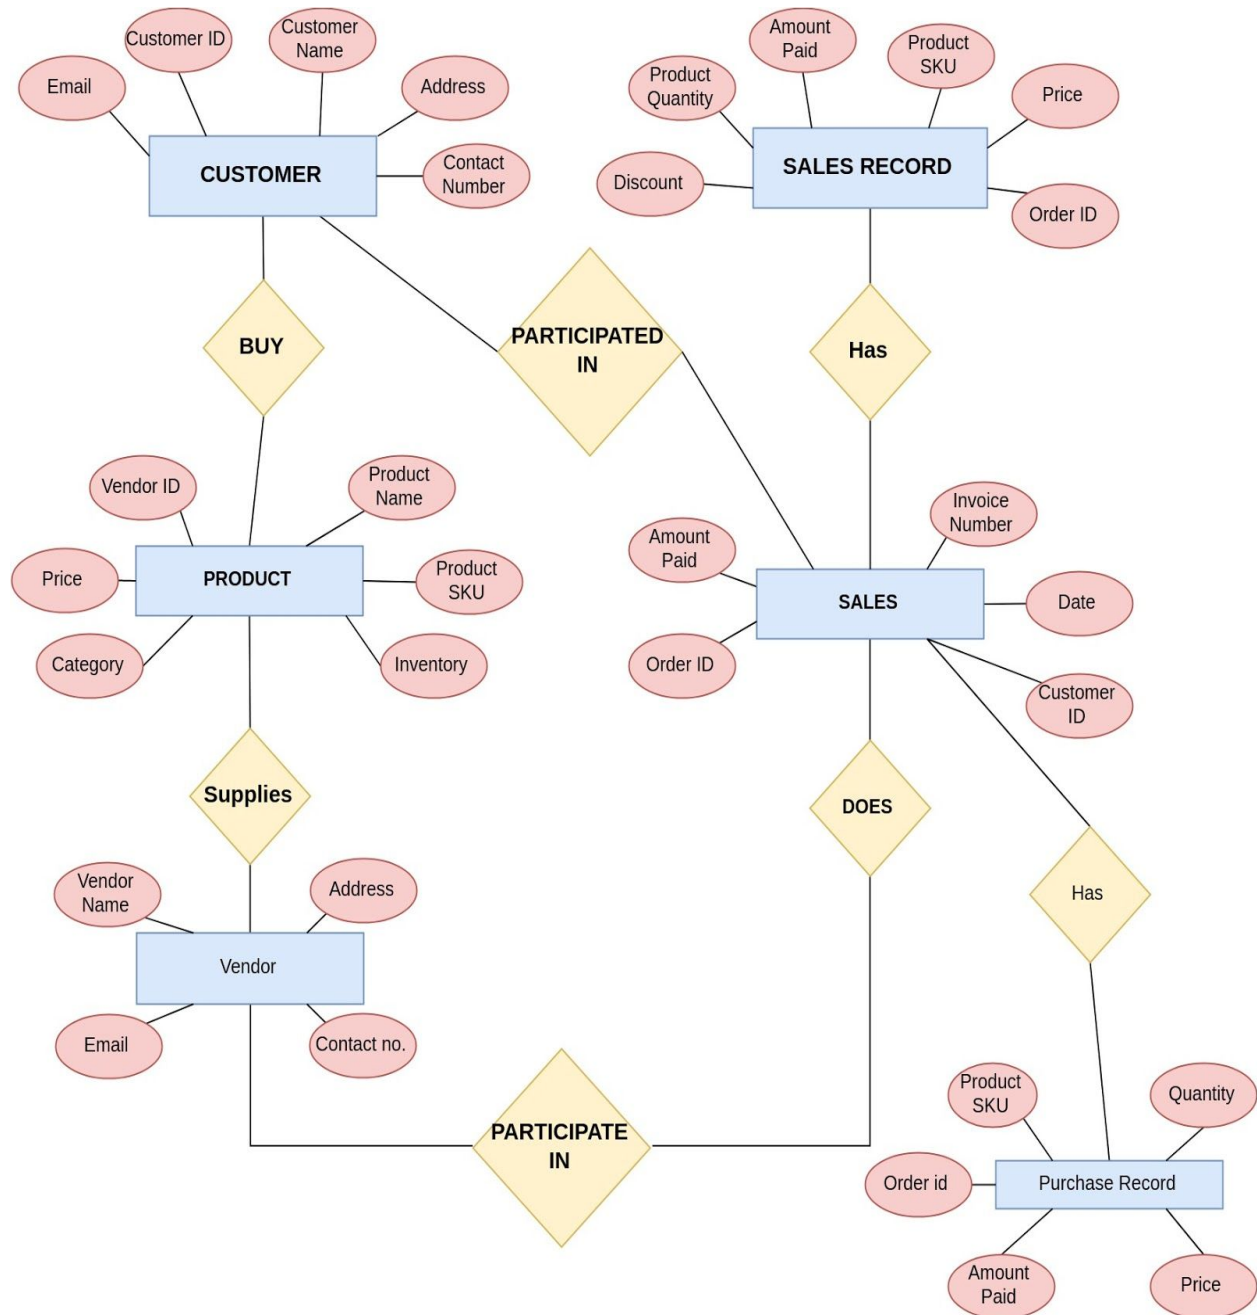 Customer ID
Customer
Name
Email
Address
CUSTOMER
Contact
Number
Amount
Paid
Product
SKU
Product
Quantity
Price
SALES RECORD
Discount
Order ID
BUY
PARTICIPATED
IN
Has
Vendor ID
Product
Name
Price
PRODUCT
Product
SKU
Category
Inventory
Invoice
Number
Amount
Paid
SALES
Date
Order ID
Customer
ID
Supplies
DOES
Has
Vendor
Name
Address
Vendor
Email
Contact no.
PARTICIPATE
IN
Product
SKU
Quantity
Order id
Purchase Record
Amount
Paid
Price